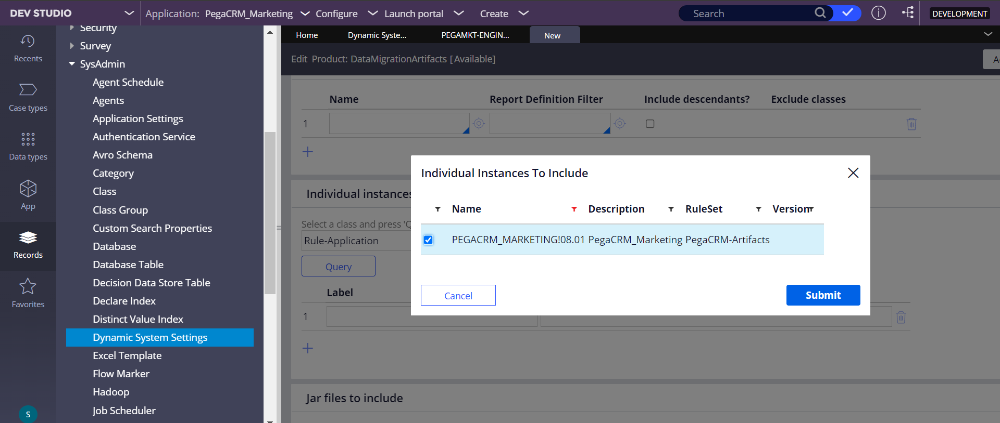 DEV STUDIO
Application: PegaCRM_Marketing
Configure
Launch portal
Create
Search
DEVELOPMENT
Recents
Case types
Data types
App
Records
Favorites
S
Security
Survey
SysAdmin
Agent Schedule
Agents
Application Settings
Authentication Service
Avro Schema
Category
Class
Class Group
Custom Search Properties
Database
Database Table
Decision Data Store Table
Declare Index
Distinct Value Index
Dynamic System Settings
Excel Template
Flow Marker
Hadoop
Job Scheduler
Home
Dynamic Syste...
PEGAMKT-ENGIN...
New
Edit Product: DataMigrationArtifacts [Available]
Name Report Definition Filter Include descendants? Exclude classes
1
Individual instances
Select a class and press 'Q
Rule-Application
Query
Label
1
Jar files to include
Individual Instances To Include
Name Description RuleSet Version
PEGACRM_MARKETING!08.01 PegaCRM_Marketing PegaCRM-Artifacts
Cancel
Submit